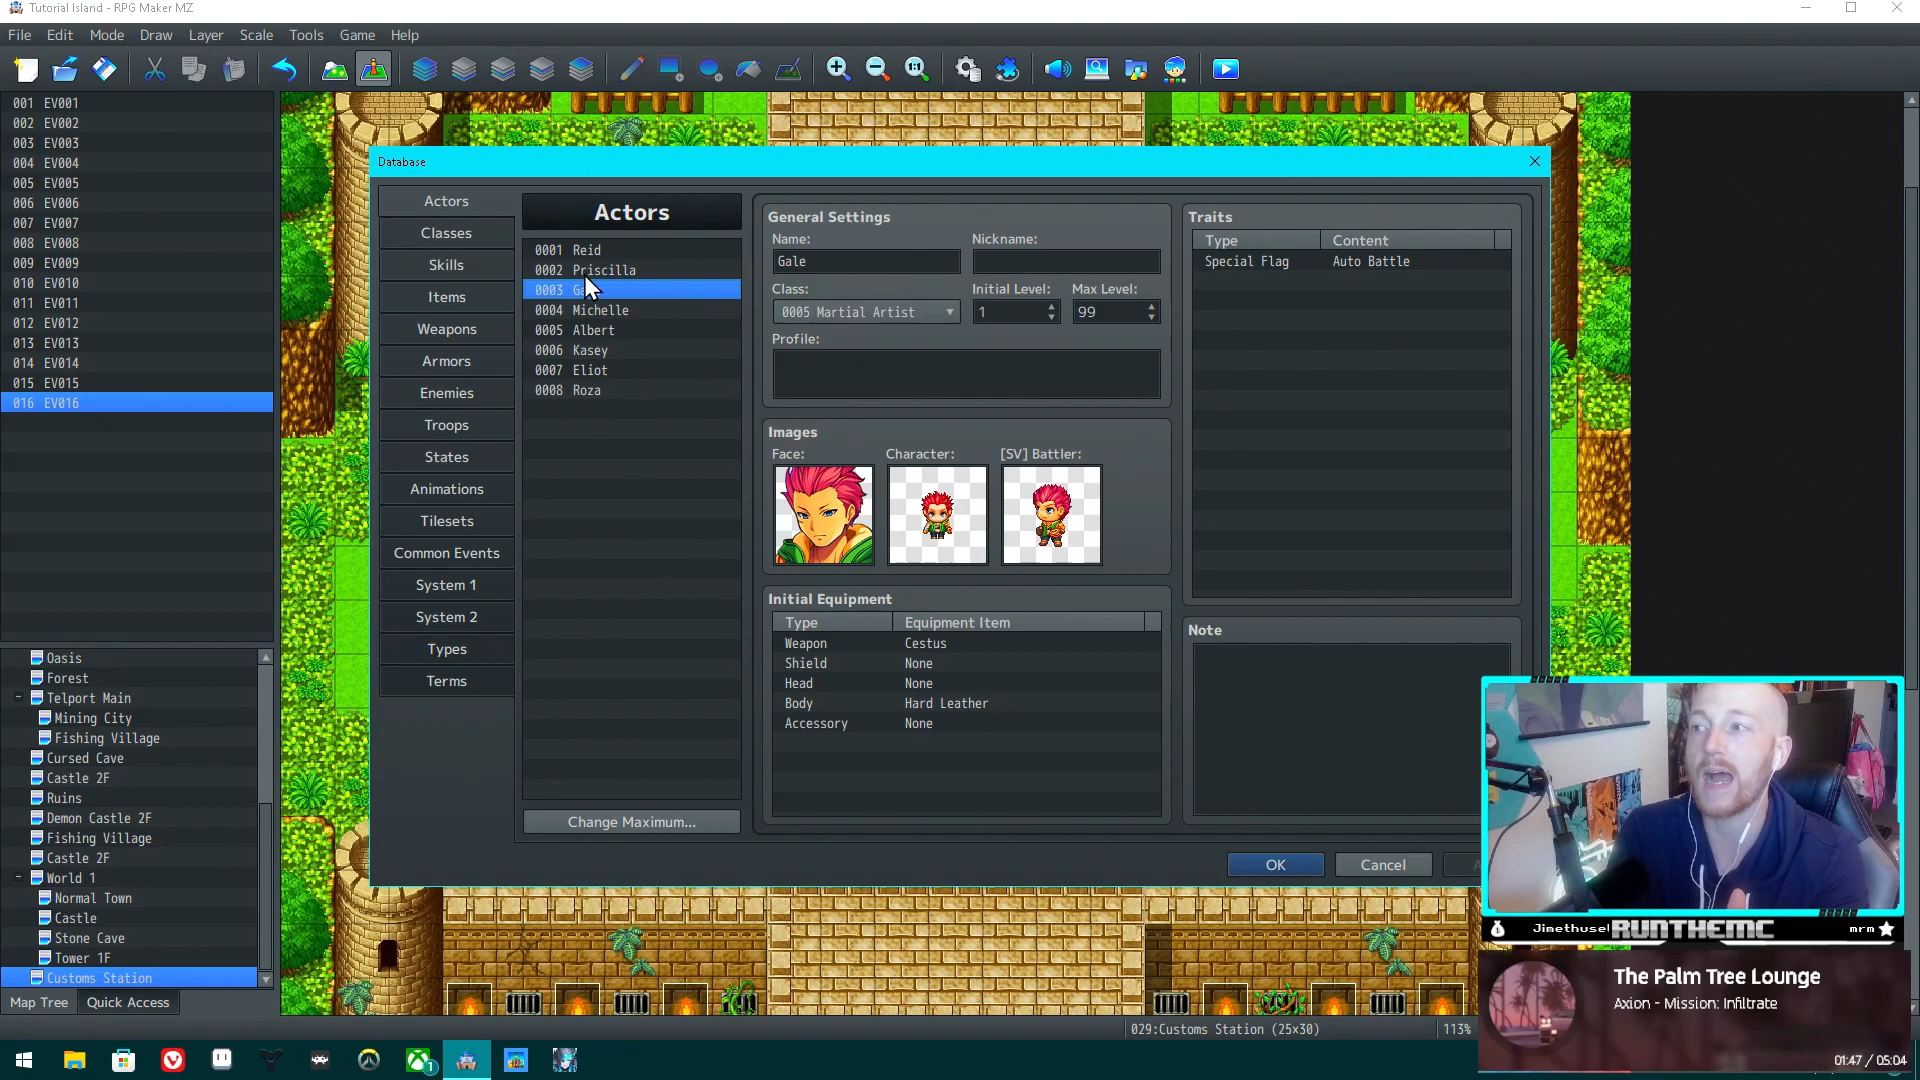 Tutorial Island - RPG Maker MZ
File Edit Mode Draw Layer Scale Tools Game Help
001 EV001
002 EV002
003 EV003
004 EV004
005 EV005
006 EV006
007 EV007
008 EV008
009 EV009
010 EV010
011 EV011
012 EV012
013 EV013
014 EV014
015 EV015
016 EV016
Oasis
Forest
Telport Main
Mining City
Fishing Village
Cursed Cave
Castle 2F
Ruins
Demon Castle 2F
Fishing Village
Castle 2F
World 1
Normal Town
Castle
Stone Cave
Tower 1F
Customs Station
Map Tree Quick Access
Database
Actors
Classes
Skills
Items
Weapons
Armors
Enemies
Troops
States
Animations
Tilesets
Common Events
System 1
System 2
Types
Terms
Actors
0001 Reid
0002 Priscilla
0003
0004 Michelle
0005 Albert
0006 Kasey
0007 Eliot
0008 Roza
Change Maximum...
General Settings
Name: Nickname:
Gale
Class: Initial Level: Max Level:
0005 Martial Artist 1 99
Profile:
Images
Face: Character: [SV] Battler:
Initial Equipment
Type Equipment Item
Weapon Cestus
Shield None
Head None
Body Hard Leather
Accessory None
Traits
Type Content
Special Flag Auto Battle
Note
OK Cancel
029:Customs Station (25x30) 113%
1:1
1
Jimethusel RUNTHEMC mrm
The Palm Tree Lounge
Axion - Mission: Infiltrate
01:47 / 05:04